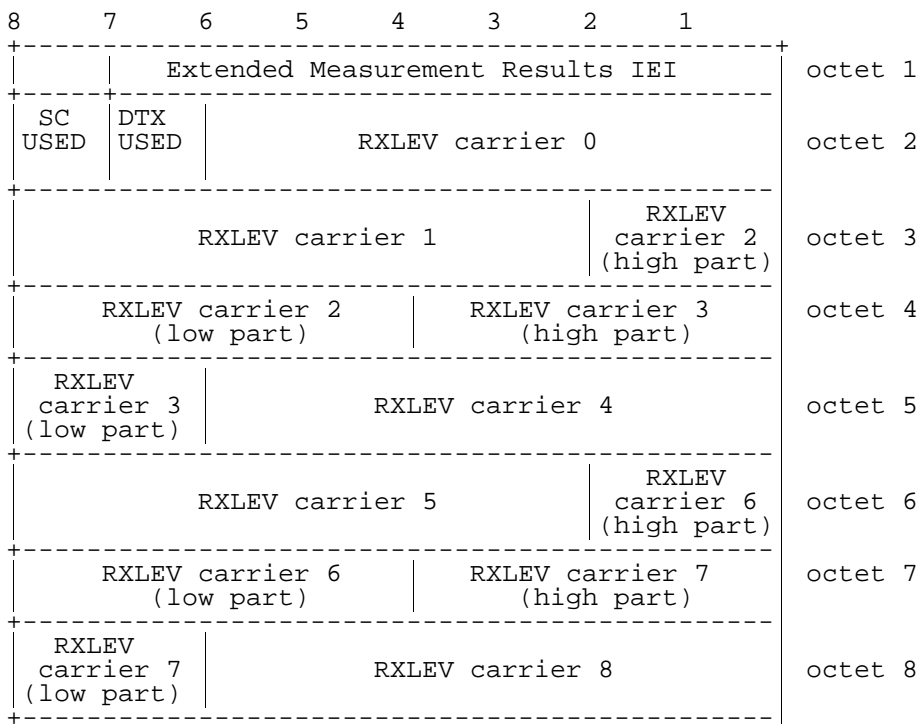 8 7 6 5 4 3 2 1
Extended Measurement Results IEI octet 1
SC DTX
USED USED RXLEV carrier 0 octet 2
RXLEV
RXLEV carrier 1 carrier 2 octet 3
(high part)
RXLEV carrier 2 RXLEV carrier 3 octet 4
(low part) (high part)
RXLEV
carrier 3 RXLEV carrier 4 octet 5
(low part)
RXLEV
RXLEV carrier 5 carrier 6 octet 6
(high part)
RXLEV carrier 6 RXLEV carrier 7 octet 7
(low part) (high part)
RXLEV
carrier 7 RXLEV carrier 8 octet 8
(low part)